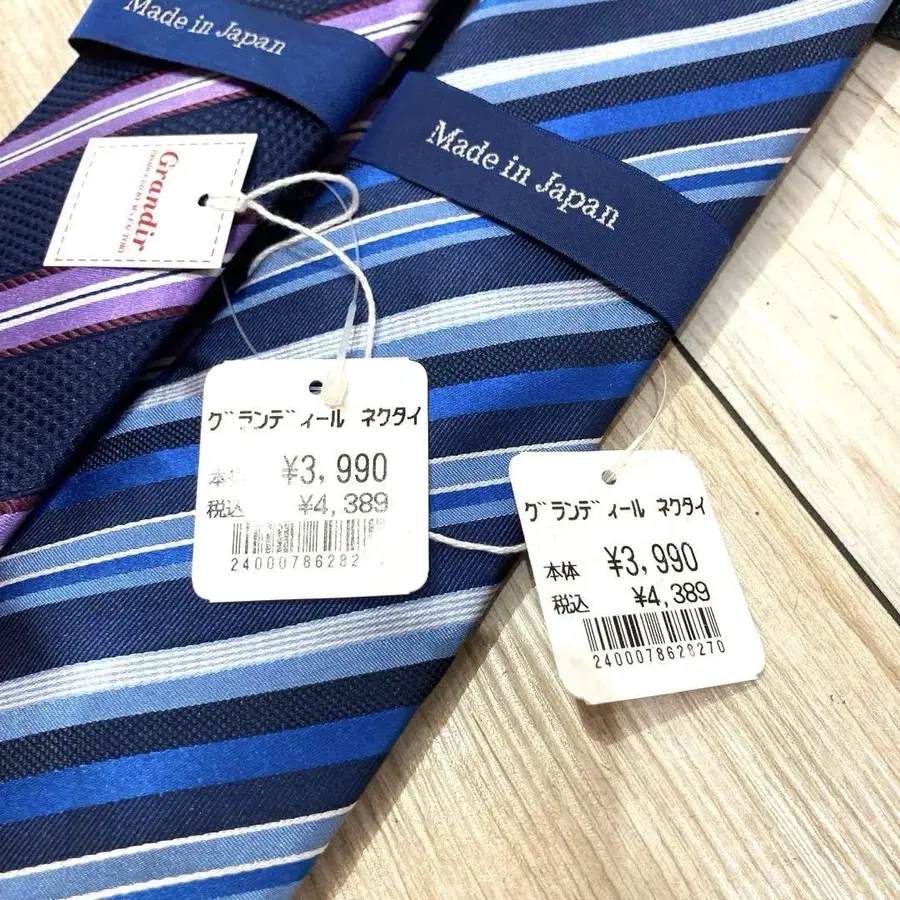 Made in Japan
Made in Japan
Grandir
グランディール ネクタイ
本体 ¥3,990
税込 ¥4,389
24000786282
グランディール ネクタイ
本体 ¥3,990
税込 ¥4,389
2400078628270